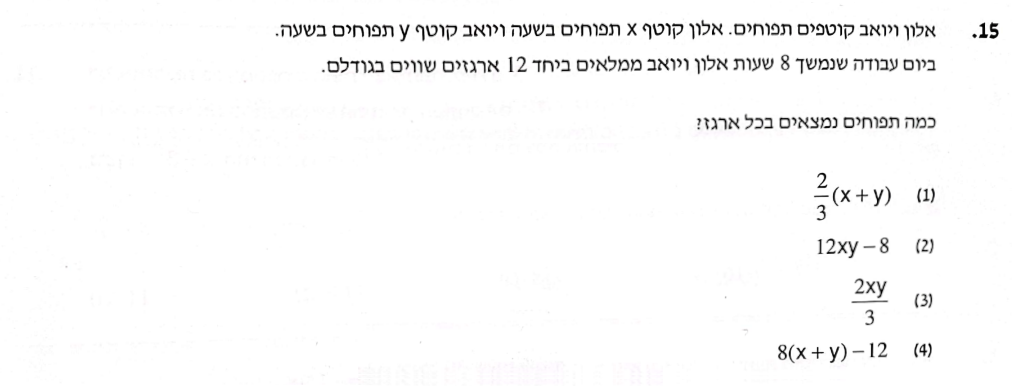 15. אלון ויואב קוטפים תפוחים. אלון קוטף x תפוחים בשעה ויואב קוטף y תפוחים בשעה.
ביום עבודה שנמשך 8 שעות אלון ויואב ממלאים ביחד 12 ארגזים שווים בגודלם.
כמה תפוחים נמצאים בכל ארגז?
(1) 2/3(x + y)
(2) 12xy – 8
(3) 2xy/3
(4) 8(x + y) – 12